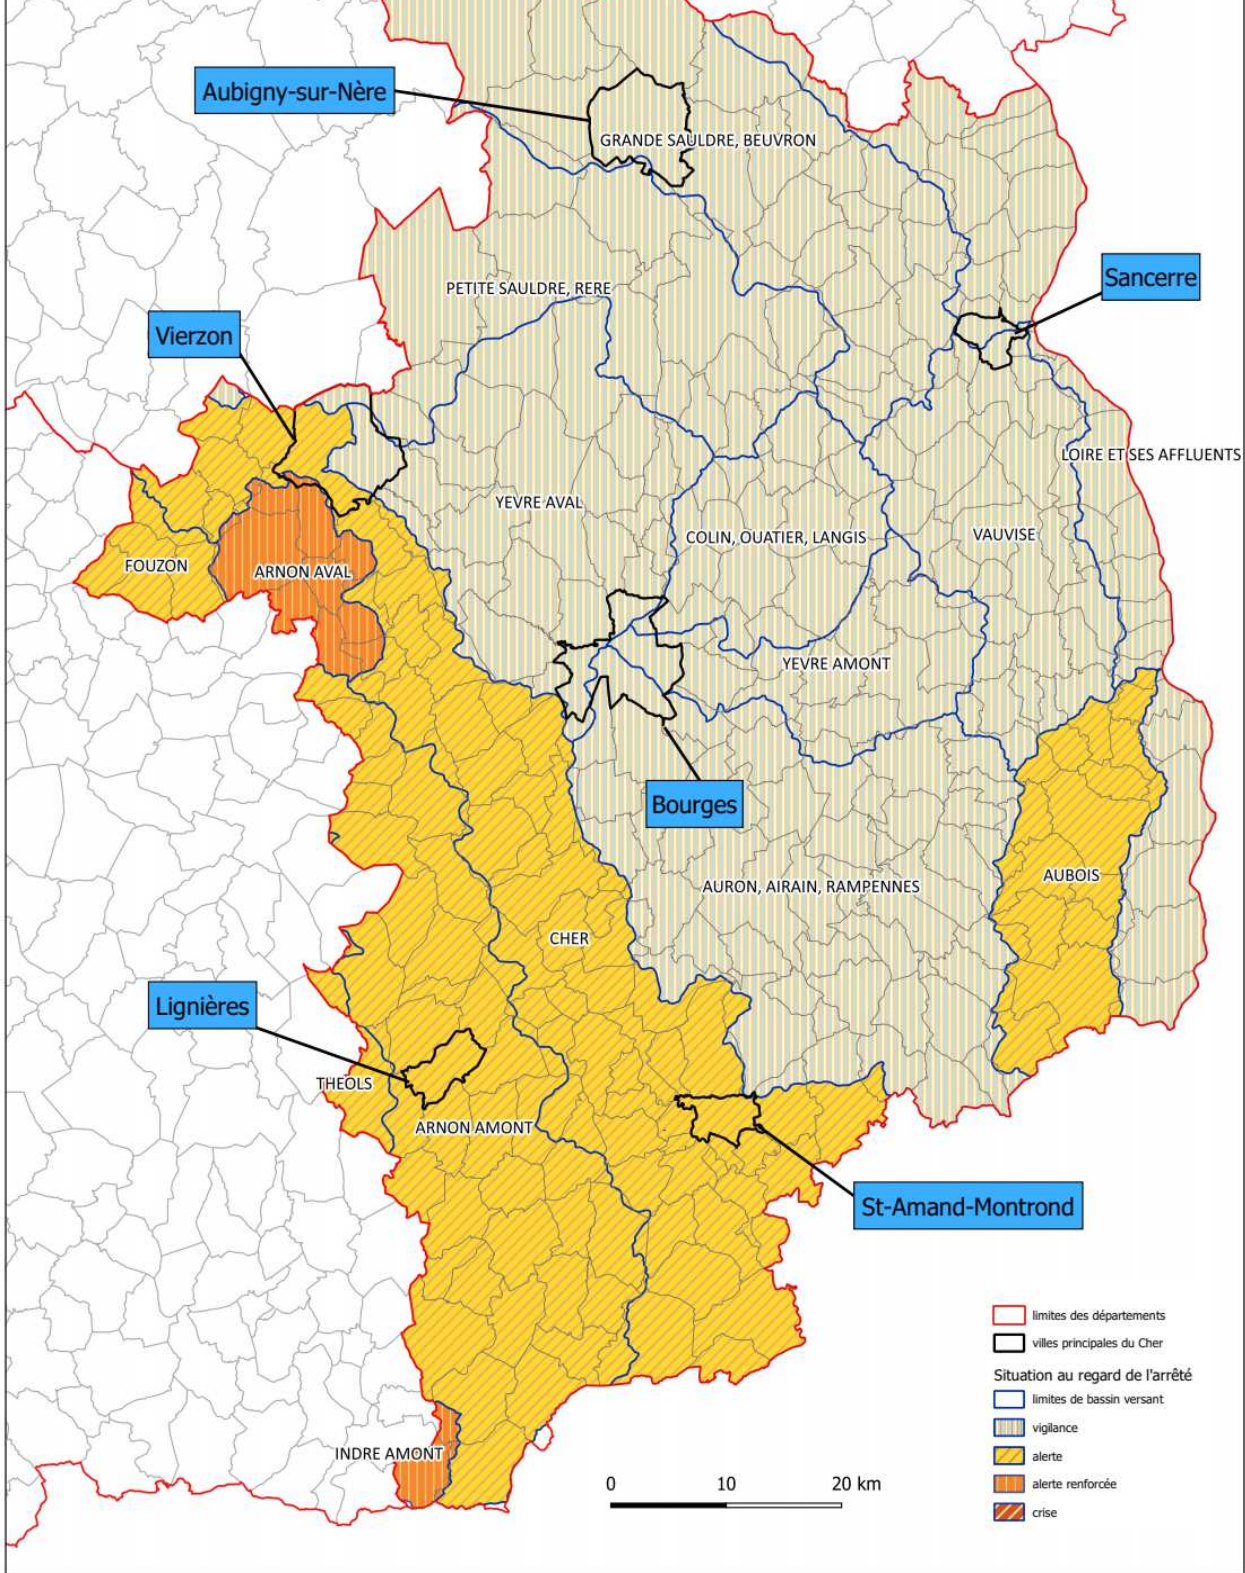 Aubigny-sur-Nère
GRANDE SAULDRE, BEUVRON
Sancerre
PETITE SAULDRE, RERE
Vierzon
LOIRE ET SES AFFLUENTS
YEVRE AVAL
COLIN, OUATIER, LANGIS
VAUVISE
FOUZON
ARNON AVAL
YEVRE AMONT
Bourges
AUBOIS
AURON, AIRAIN, RAMPENNES
CHER
Lignières
THEOLS
ARNON AMONT
St-Amand-Montrond
INDRE AMONT
limites des départements
villes principales du Cher
Situation au regard de l'arrêté
limites de bassin versant
vigilance
alerte
alerte renforcée
crise
0 10 20 km